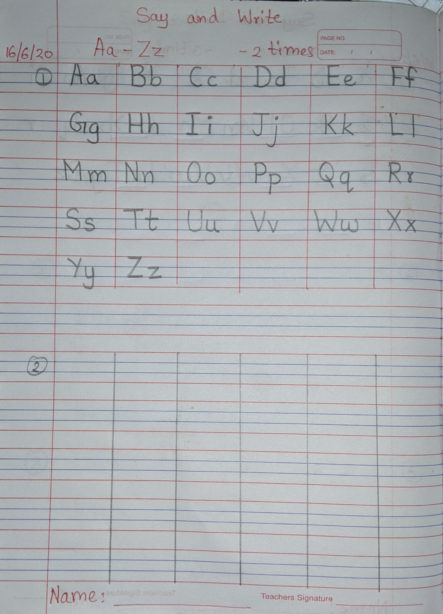 Say and Write
16/6/20 Aa - Zz - 2 times
PAGE NO.
DATE: / /
① Aa Bb Cc Dd Ee Ff
Gg Hh Ii Jj Kk Ll
Mm Nn Oo Pp Qq Rr
Ss Tt Uu Vv Ww Xx
Yy Zz
②
Name: Teachers Signature